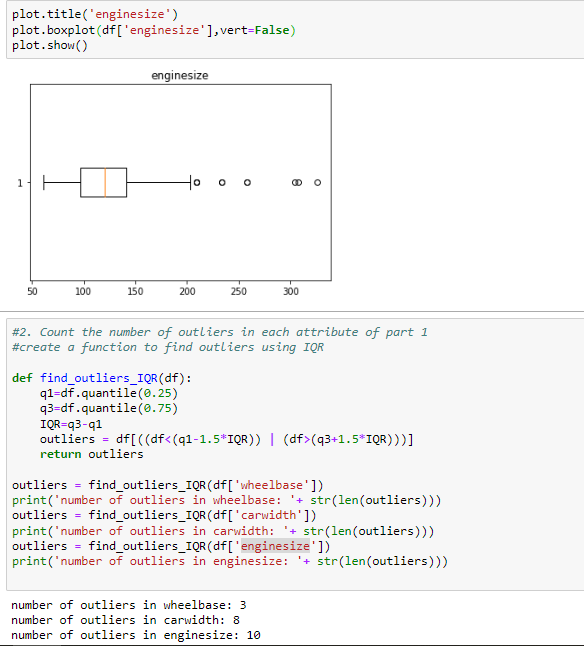 plot.title('enginesize')
plot.boxplot(df['enginesize'],vert=False)
plot.show()
enginesize
1
50 100 150 200 250 300
#2. Count the number of outliers in each attribute of part 1
#create a function to find outliers using IQR
def find_outliers_IQR(df):
    q1=df.quantile(0.25)
    q3=df.quantile(0.75)
    IQR=q3-q1
    outliers = df[((df<(q1-1.5*IQR)) | (df>(q3+1.5*IQR)))]
    return outliers
outliers = find_outliers_IQR(df['wheelbase'])
print('number of outliers in wheelbase: '+ str(len(outliers)))
outliers = find_outliers_IQR(df['carwidth'])
print('number of outliers in carwidth: '+ str(len(outliers)))
outliers = find_outliers_IQR(df['enginesize'])
print('number of outliers in enginesize: '+ str(len(outliers)))
number of outliers in wheelbase: 3
number of outliers in carwidth: 8
number of outliers in enginesize: 10